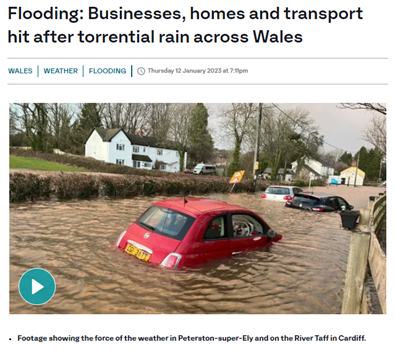 Flooding: Businesses, homes and transport
hit after torrential rain across Wales
WALES | WEATHER | FLOODING | Thursday 12 January 2023 at 7:11pm
• Footage showing the force of the weather in Peterston-super-Ely and on the River Taff in Cardiff.